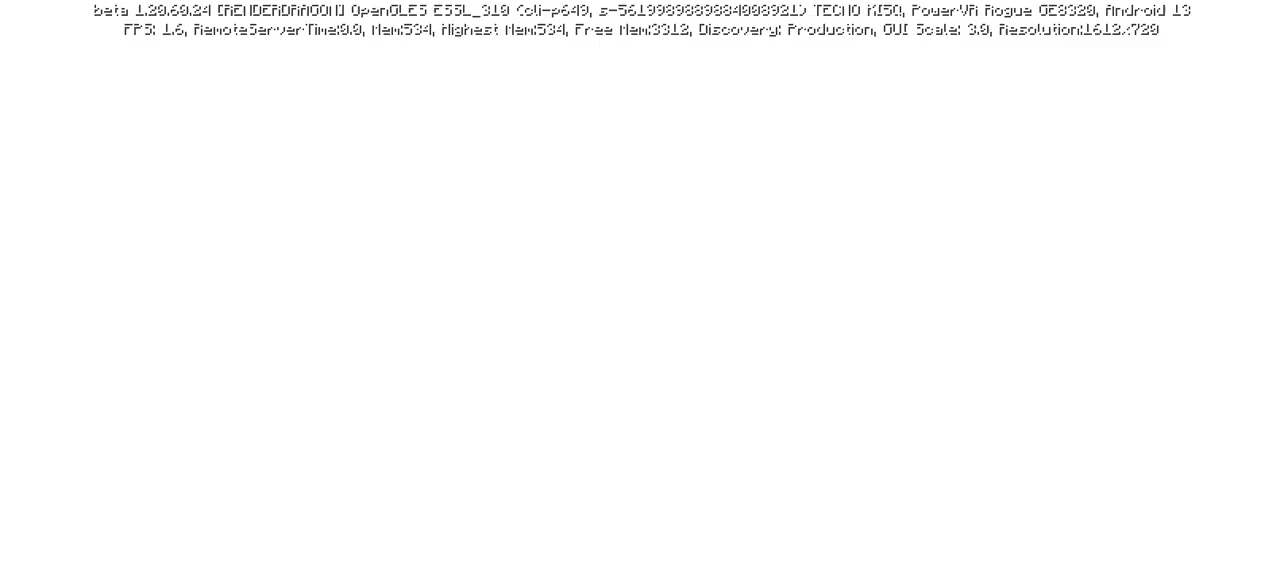 beta 1.20.60.24 [RENDERDRAGON] OpenGLES ESSL_310 (cli-p649, s-5619989889884008921) TECNO KI5Q, PowerVR Rogue GE8320, Android 13
FPS: 1.6, RemoteServerTime:0.0, Mem:534, Highest Mem:534, Free Mem:3312, Discovery: Production, GUI Scale: 3.0, Resolution:1612x720